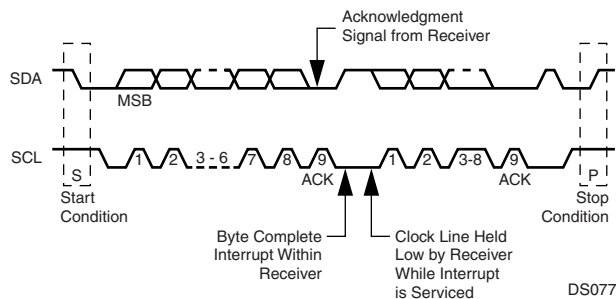 Acknowledgment
Signal from Receiver
SDA
MSB
SCL
S
1
2
3 - 6
7
8
9
1
2
3-8
9
P
ACK
ACK
Start
Condition
Stop
Condition
Byte Complete
Interrupt Within
Receiver
Clock Line Held
Low by Receiver
While Interrupt
is Serviced
DS077